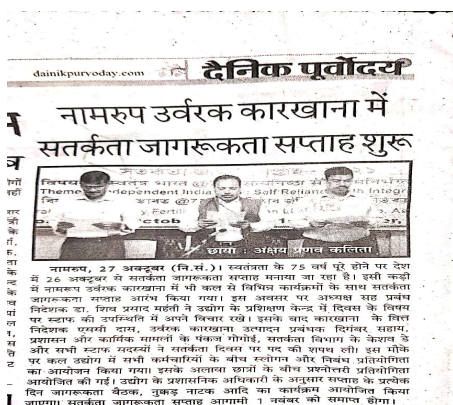 dainikpurvoday.com
दैनिक पूर्वोदय
नामरुप उर्वरक कारखाना में
सतर्कता जागरूकता सप्ताह शुरू
छाया : अक्षय प्रणव कलिता
नामरुप, 27 अक्टूबर (नि.सं.)। स्वतंत्रता के 75 वर्ष पूरे होने पर देश
में 26 अक्टूबर से सतर्कता जागरूकता सप्ताह मनाया जा रहा है। इसी कड़ी
में नामरूप उर्वरक कारखाना में भी कल से विभिन्न कार्यक्रमों के साथ सतर्कता
जागरूकता सप्ताह आरंभ किया गया। इस अवसर पर अध्यक्ष सह प्रबंध
निदेशक डा. शिव प्रसाद महंती ने उद्योग के प्रशिक्षण केन्द्र में दिवस के विषय
पर स्टाफ की उपस्थिति में अपने विचार रखे। इसके बाद कारखाना के वित्त
निदेशक एससी दास, उर्वरक कारखाना उत्पादन प्रबंधक दिगंबर सहाय,
प्रशासन और कार्मिक मामलों के पंकज गोगोई, सतर्कता विभाग के केशव डे
और सभी स्टाफ सदस्यों ने सतर्कता दिवस पर पद की शपथ ली। इस मौके
पर कल उद्योग में सभी कर्मचारियों के बीच स्लोगन और निबंध प्रतियोगिता
का आयोजन किया गया। इसके अलावा छात्रों के बीच प्रश्नोत्तरी प्रतियोगिता
आयोजित की गई। उद्योग के प्रशासनिक अधिकारी के अनुसार सप्ताह के प्रत्येक
दिन जागरूकता बैठक, नुक्कड़ नाटक आदि का कार्यक्रम आयोजित किया
जाएगा। सतर्कता जागरूकता सप्ताह आगामी 1 नवंबर को समाप्त होगा।